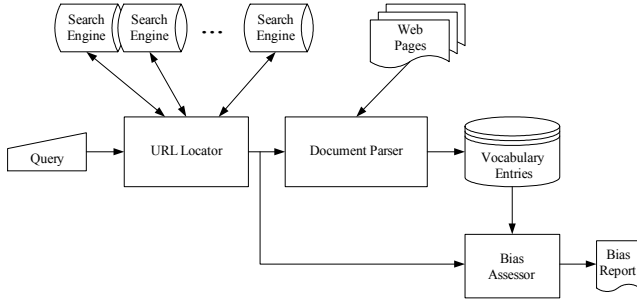 Search
Engine
Search
Engine
...
Search
Engine
Web
Pages
Query
URL Locator
Document Parser
Vocabulary
Entries
Bias
Assessor
Bias
Report